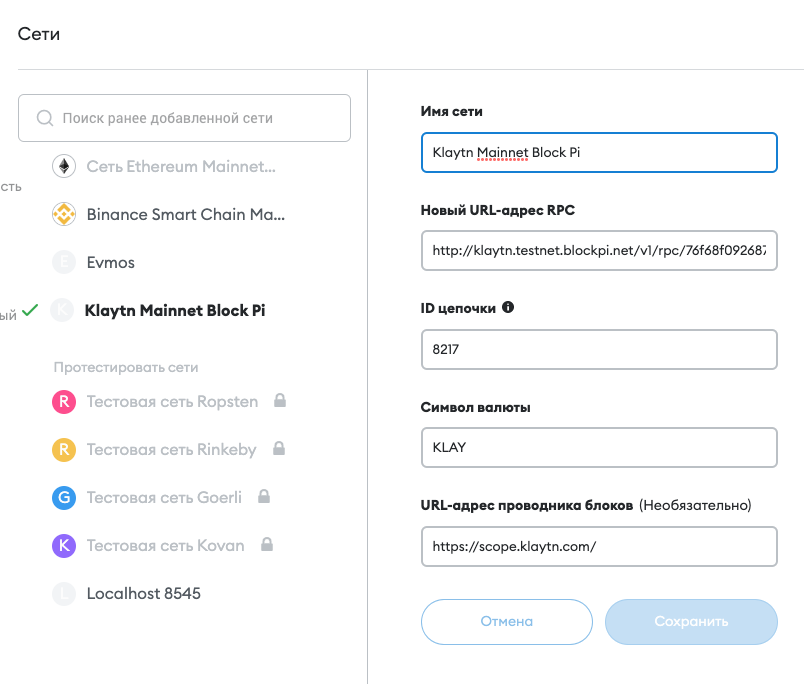 Сети
Поиск ранее добавленной сети
Сеть Ethereum Mainnet...
сть
Binance Smart Chain Ma...
E
Evmos
ый
K
Klaytn Mainnet Block Pi
Протестировать сети
R
Тестовая сеть Ropsten
R
Тестовая сеть Rinkeby
G
Тестовая сеть Goerli
K
Тестовая сеть Kovan
L
Localhost 8545
Имя сети
Klaytn Mainnet Block Pi
Новый URL-адрес RPC
http://klaytn.testnet.blockpi.net/v1/rpc/76f68f092687
ID цепочки
8217
Символ валюты
KLAY
URL-адрес проводника блоков (Необязательно)
https://scope.klaytn.com/
Отмена
Сохранить